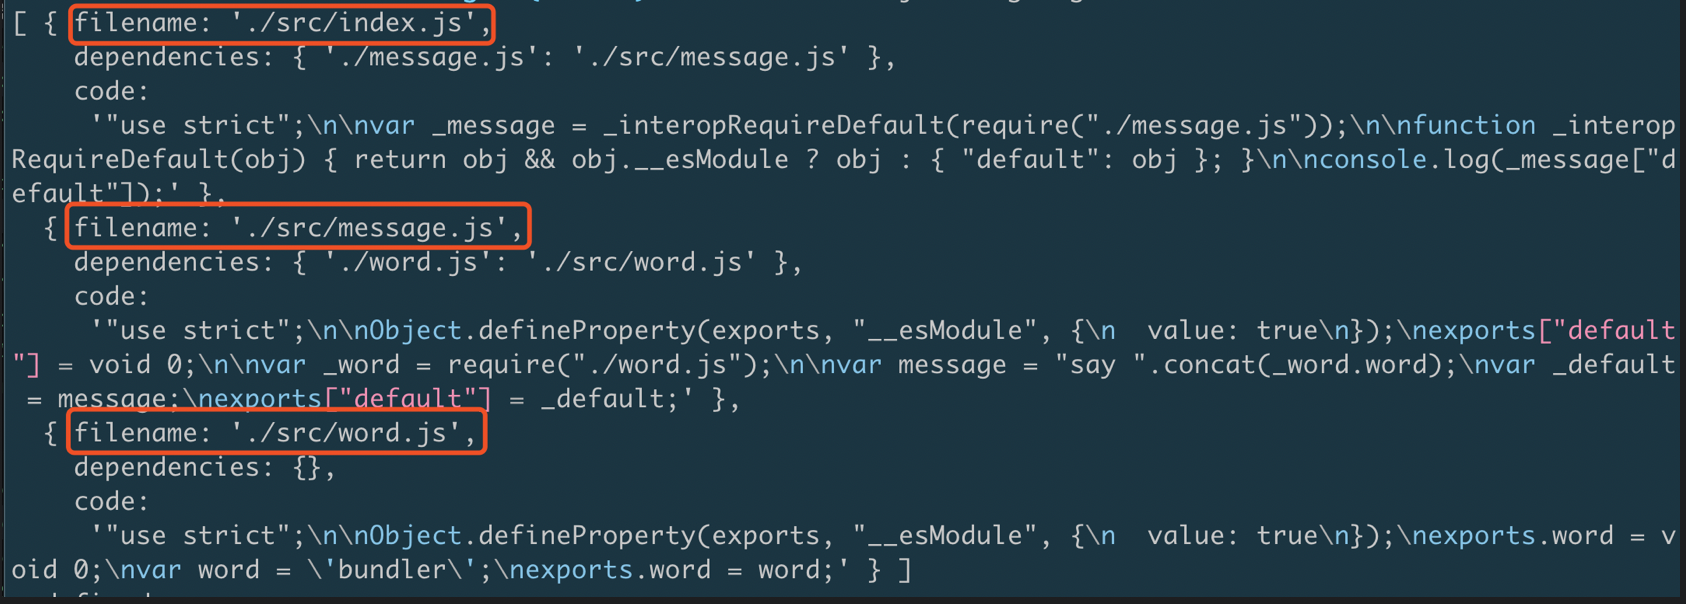 [ { filename: './src/index.js',
dependencies: { './message.js': './src/message.js' },
code:
'"use strict";\n\nvar _message = _interopRequireDefault(require("./message.js"));\n\nfunction _interop
RequireDefault(obj) { return obj && obj.__esModule ? obj : { "default": obj }; }\n\nconsole.log(_message["d
efault"]);' },
{ filename: './src/message.js',
dependencies: { './word.js': './src/word.js' },
code:
'"use strict";\n\nObject.defineProperty(exports, "__esModule", {\n  value: true\n});\nexports["default
"] = void 0;\n\nvar _word = require("./word.js");\n\nvar message = "say ".concat(_word.word);\nvar _default
= message;\nexports["default"] = _default;' },
{ filename: './src/word.js',
dependencies: {},
code:
'"use strict";\n\nObject.defineProperty(exports, "__esModule", {\n  value: true\n});\nexports.word = v
oid 0;\nvar word = \'bundler\';\nexports.word = word;' } ]